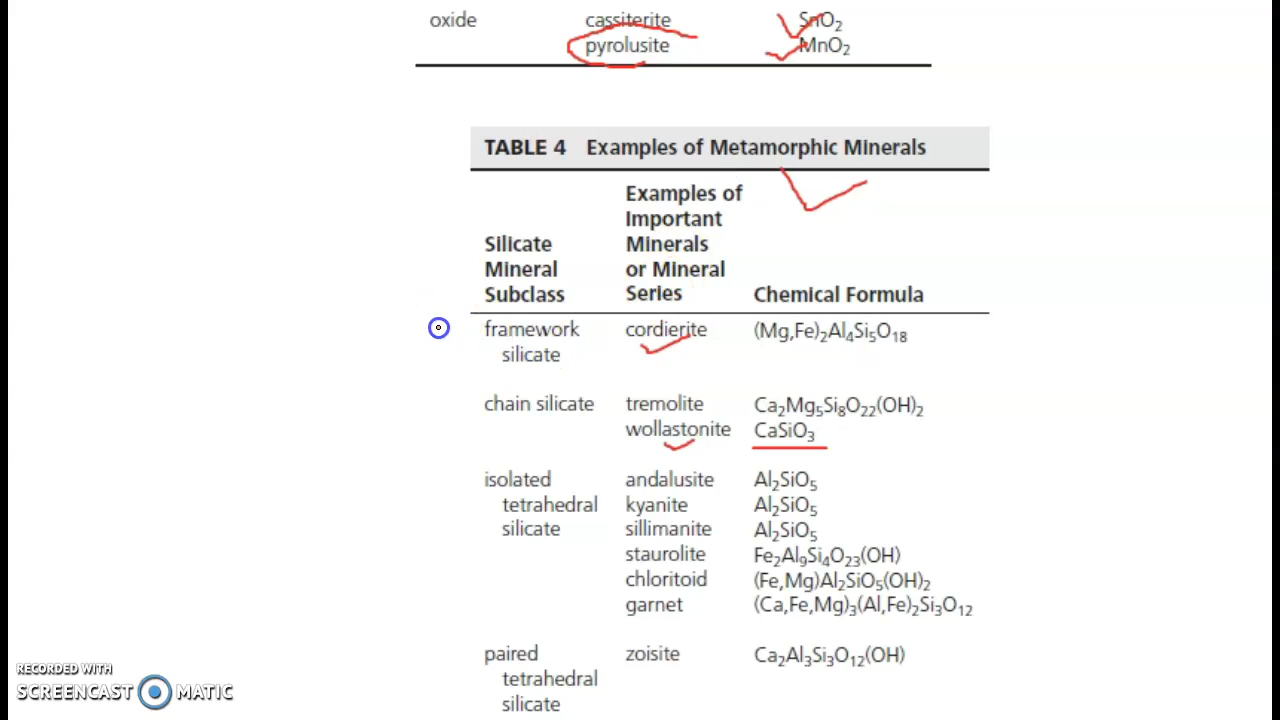 oxide cassiterite SnO₂
pyrolusite MnO₂
TABLE 4 Examples of Metamorphic Minerals
Silicate Mineral Subclass Examples of Important Minerals or Mineral Series Chemical Formula
framework silicate cordierite (Mg,Fe)₂Al₄Si₅O₁₈
chain silicate tremolite Ca₂Mg₅Si₈O₂₂(OH)₂
wollastonite CaSiO₃
isolated tetrahedral silicate andalusite Al₂SiO₅
kyanite Al₂SiO₅
sillimanite Al₂SiO₅
staurolite Fe₂Al₉Si₄O₂₃(OH)
chloritoid (Fe,Mg)Al₂SiO₅(OH)₂
garnet (Ca,Fe,Mg)₃(Al,Fe)₂Si₃O₁₂
paired tetrahedral silicate zoisite Ca₂Al₃Si₃O₁₂(OH)
RECORDED WITH
SCREENCAST MATIC